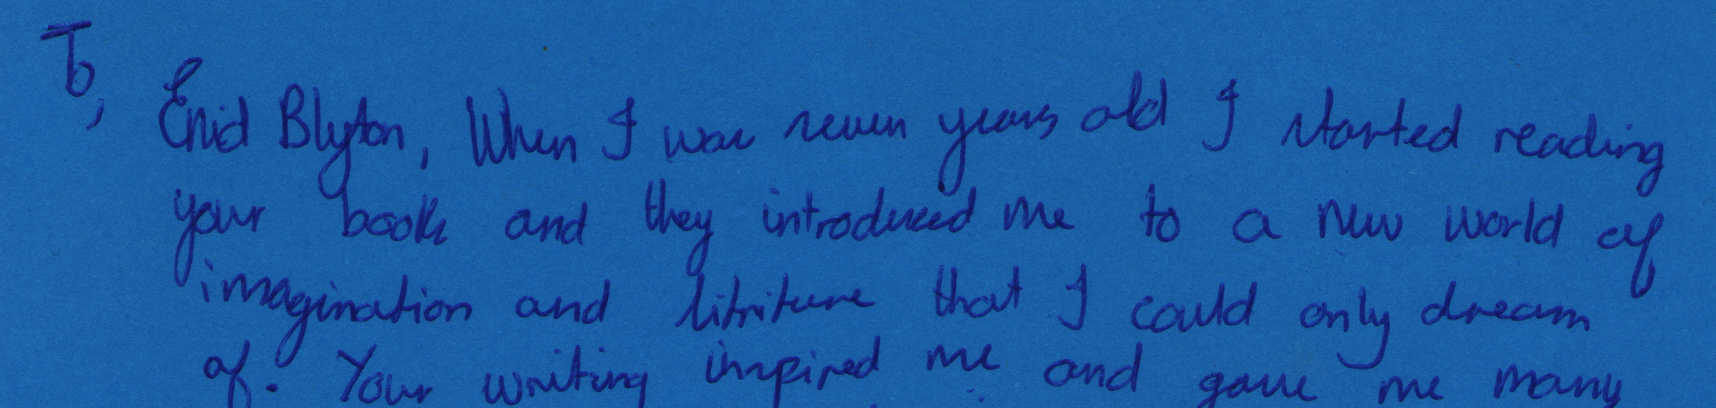 To,
Enid Blyton, When I was seven years old I started reading
your books and they introduced me to a new world of
imagination and litriture that I could only dream
of. Your writing inspired me and gave me many